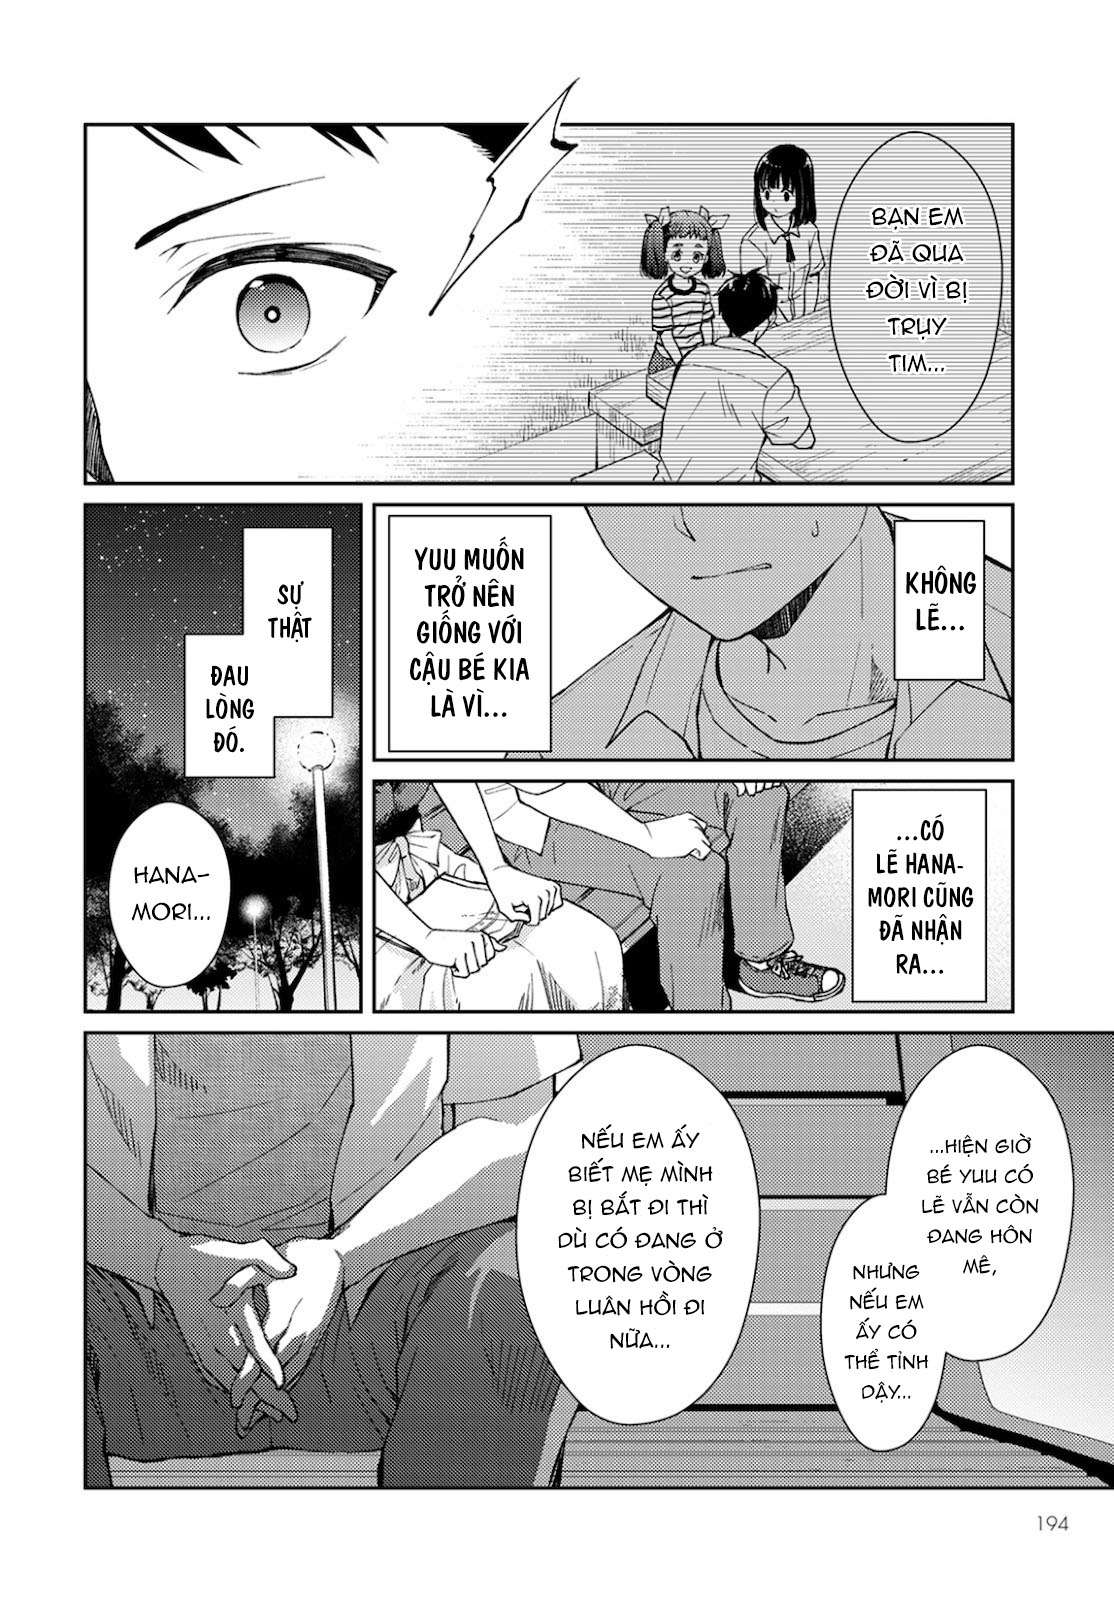 BẠN EM
ĐÃ QUA
ĐỜI VÌ BỊ
TRỤY
TIM...
KHÔNG
LẼ...
YUU MUỐN
TRỞ NÊN
GIỐNG VỚI
CẬU BÉ KIA
LÀ VÌ...
SỰ
THẬT
ĐAU
LÒNG
ĐÓ.
...CÓ
LẼ HANA-
MORI CŨNG
ĐÃ NHẬN
RA...
HANA-
MORI...
...HIỆN GIỜ
BÉ YUU CÓ
LẼ VẪN CÒN
ĐANG HÔN
MÊ,
NHƯNG
NẾU EM
ẤY CÓ
THỂ TỈNH
DẬY...
NẾU EM ẤY
BIẾT MẸ MÌNH
BỊ BẮT ĐI THÌ
DÙ CÓ ĐANG Ở
TRONG VÒNG
LUÂN HỒI ĐI
NỮA...
194